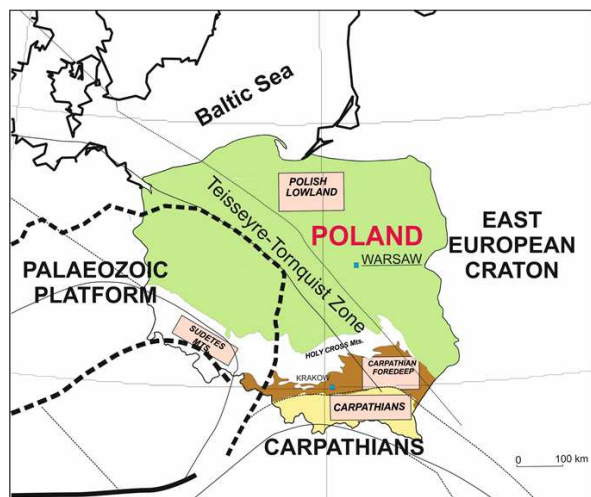 Baltic Sea
POLISH
LOWLAND
Teisseyre-Tornquist Zone
POLAND
WARSAW
EAST
EUROPEAN
CRATON
PALAEOZOIC
PLATFORM
SUDETES
MTS.
HOLY CROSS Mts.
CARPATHIAN
FOREDEEP
KRAKOW
CARPATHIANS
CARPATHIANS
0 100 km